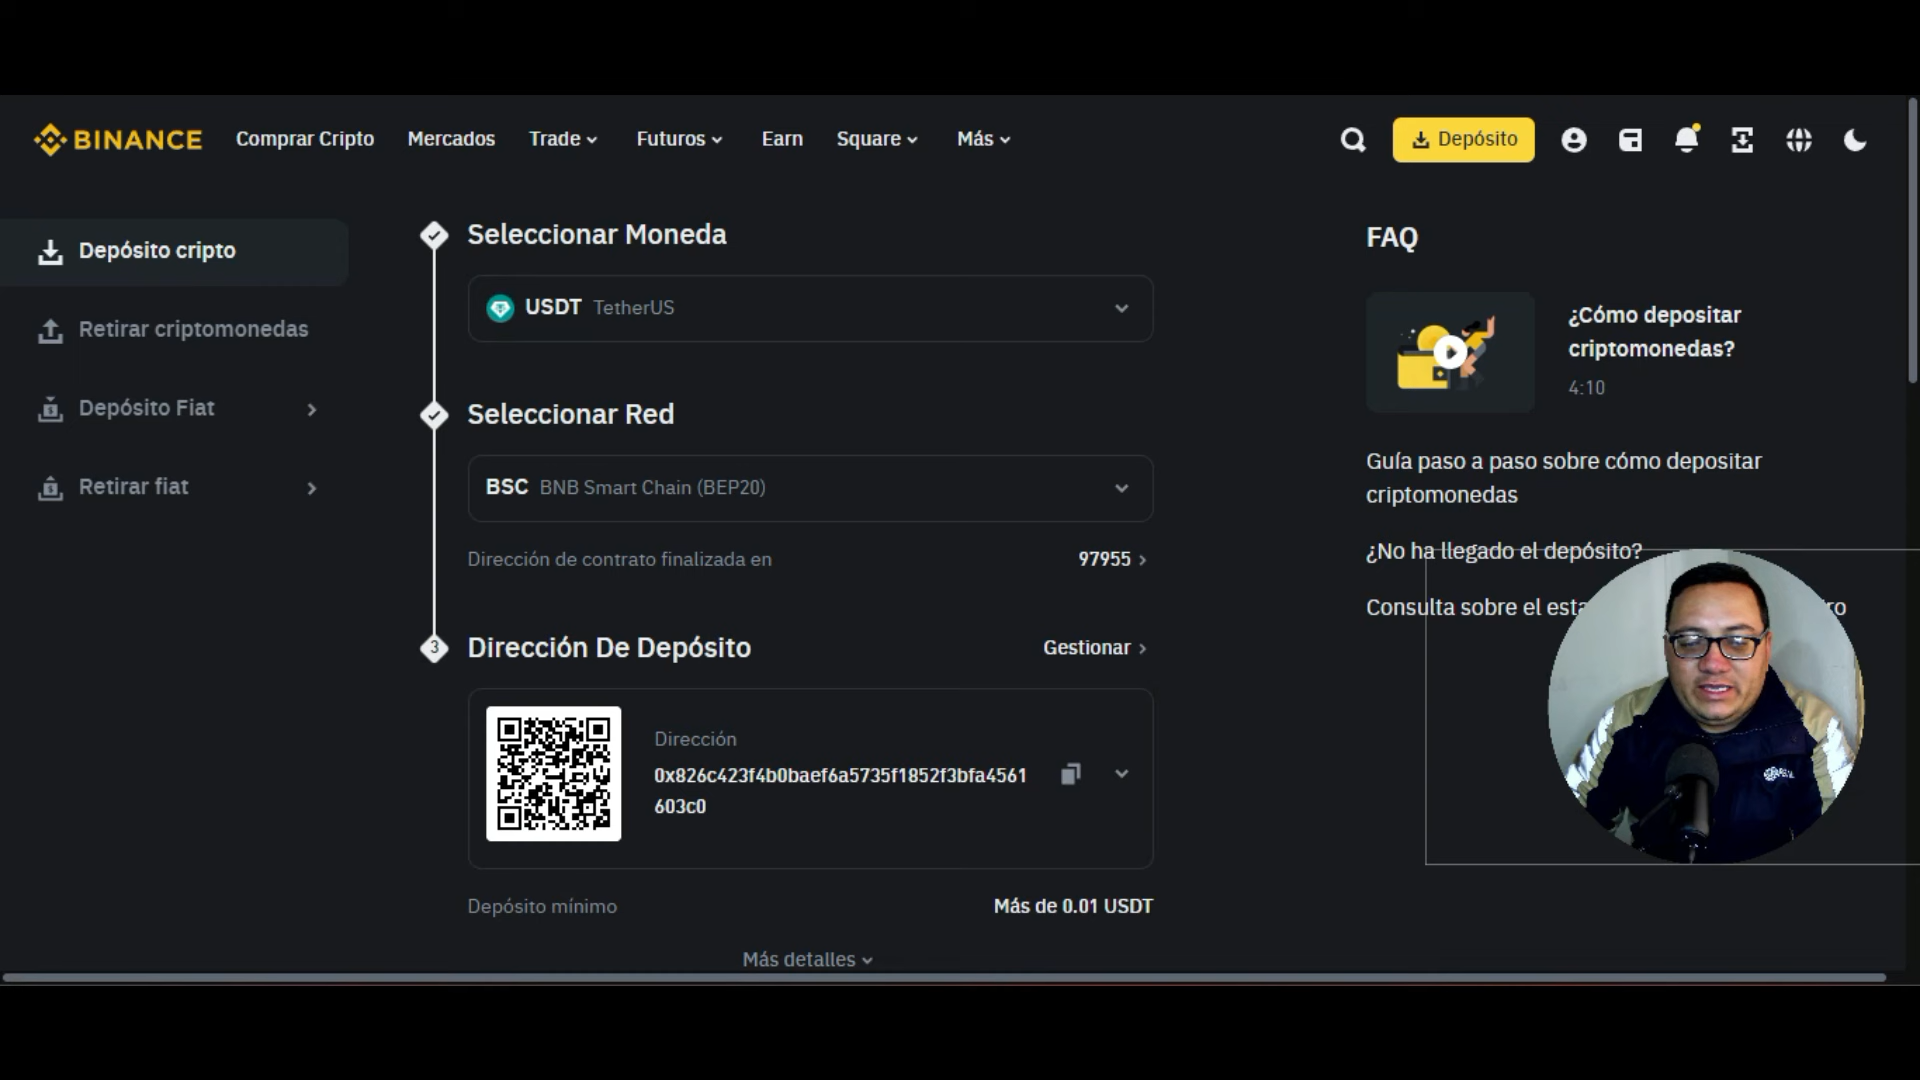 BINANCE
Comprar Cripto
Mercados
Trade
Futuros
Earn
Square
Más
Depósito
Depósito cripto
Retirar criptomonedas
Depósito Fiat
Retirar fiat
Seleccionar Moneda
USDT TetherUS
Seleccionar Red
BSC BNB Smart Chain (BEP20)
Dirección de contrato finalizada en
97955
3
Dirección De Depósito
Gestionar
Dirección
0x826c423f4b0baef6a5735f1852f3bfa4561
603c0
Depósito mínimo
Más de 0.01 USDT
Más detalles
FAQ
¿Cómo depositar
criptomonedas?
4:10
Guía paso a paso sobre cómo depositar
criptomonedas
¿No ha llegado el depósito?
Consulta sobre el